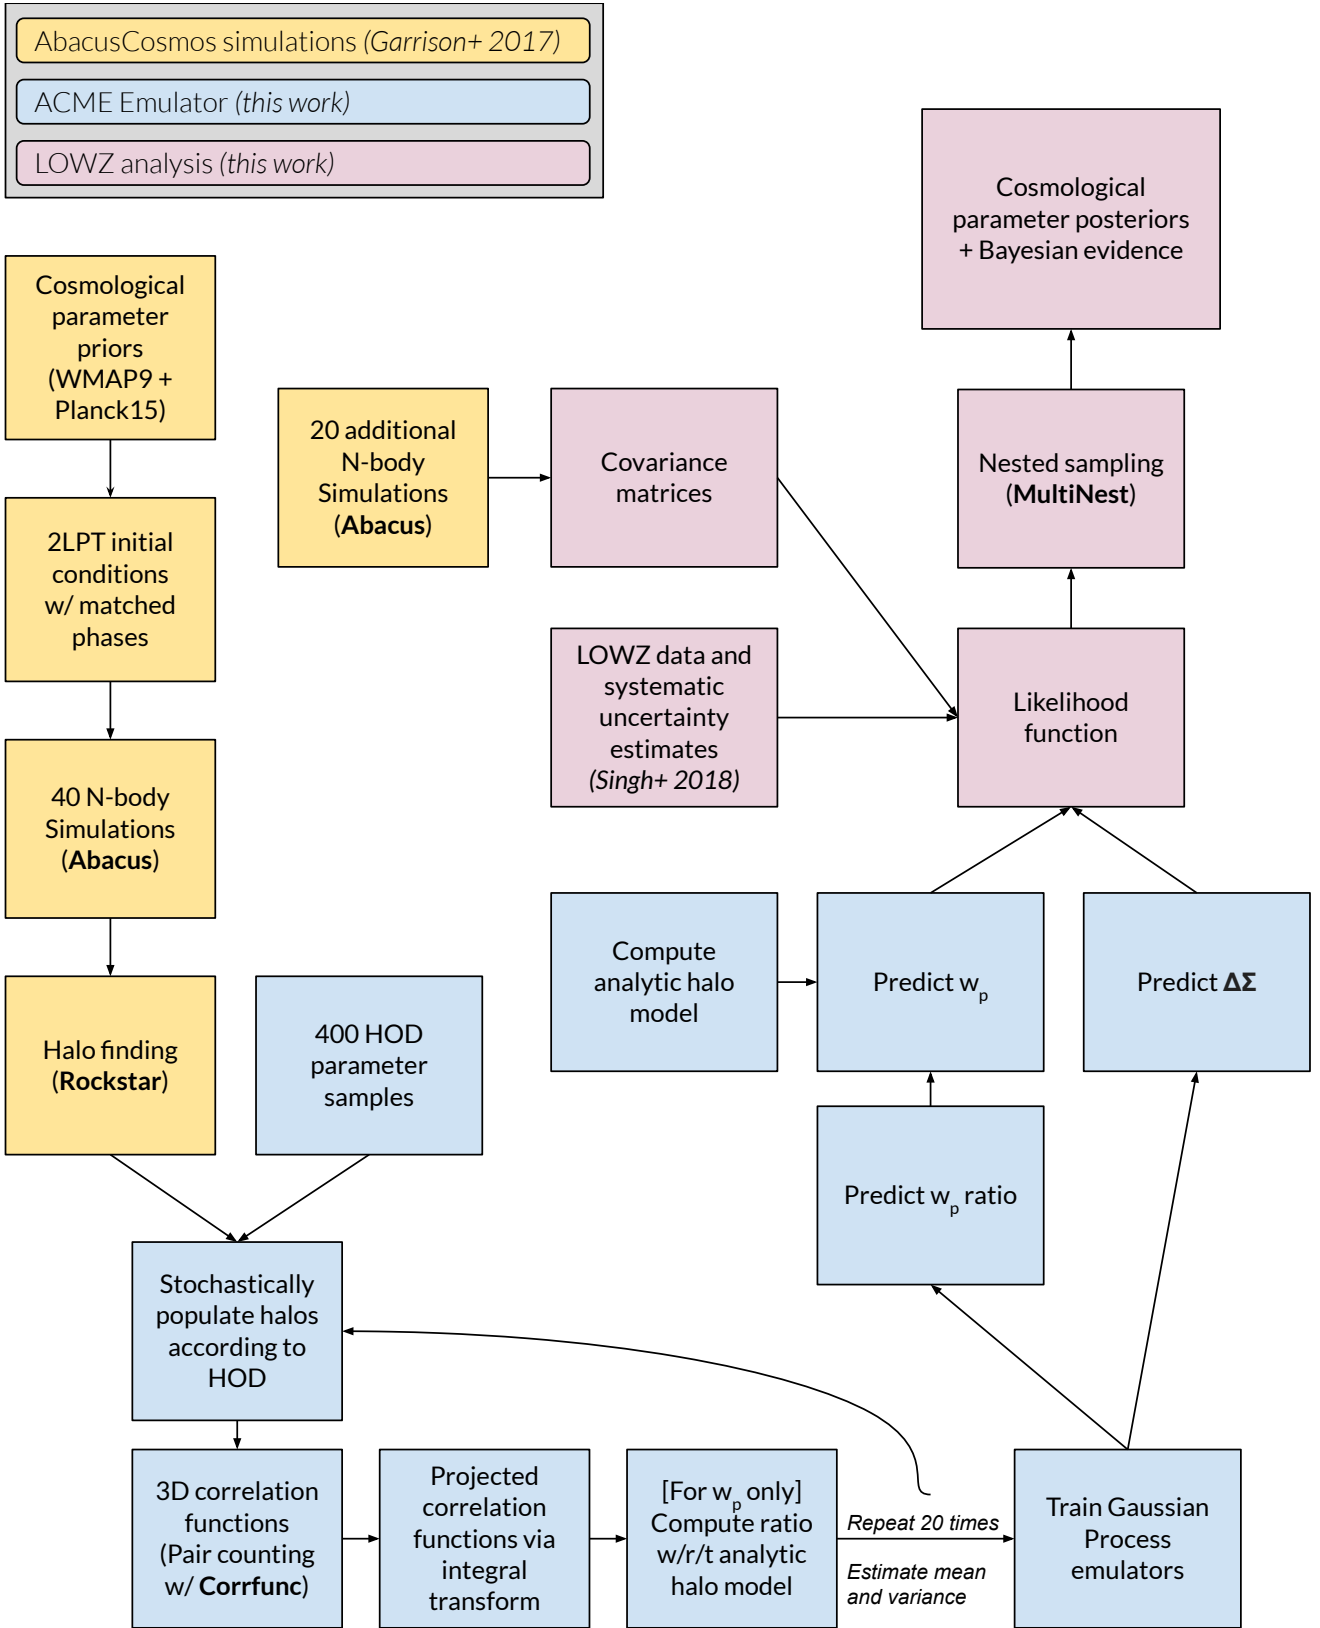 AbacusCosmos simulations (Garrison+ 2017)
ACME Emulator (this work)
LOWZ analysis (this work)
Cosmological
parameter posteriors
+ Bayesian evidence
Cosmological
parameter
priors
(WMAP9 +
Planck15)
20 additional
N-body
Simulations
(Abacus)
Covariance
matrices
Nested sampling
(MultiNest)
2LPT initial
conditions
w/ matched
phases
LOWZ data and
systematic
uncertainty
estimates
(Singh+ 2018)
Likelihood
function
40 N-body
Simulations
(Abacus)
Compute
analytic halo
model
Predict wp
Predict ΔΣ
Halo finding
(Rockstar)
400 HOD
parameter
samples
Predict wp ratio
Stochastically
populate halos
according to
HOD
3D correlation
functions
(Pair counting
w/ Corrfunc)
Projected
correlation
functions via
integral
transform
[For wp only]
Compute ratio
w/r/t analytic
halo model
Repeat 20 times
Estimate mean
and variance
Train Gaussian
Process
emulators